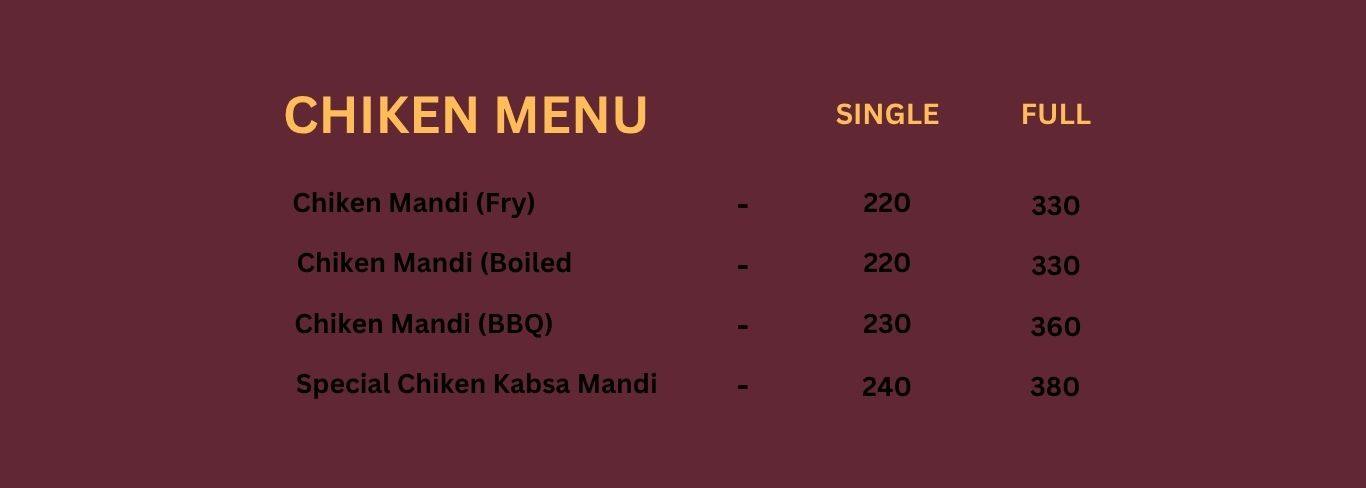 CHIKEN MENU SINGLE FULL
Chiken Mandi (Fry) - 220 330
Chiken Mandi (Boiled - 220 330
Chiken Mandi (BBQ) - 230 360
Special Chiken Kabsa Mandi - 240 380